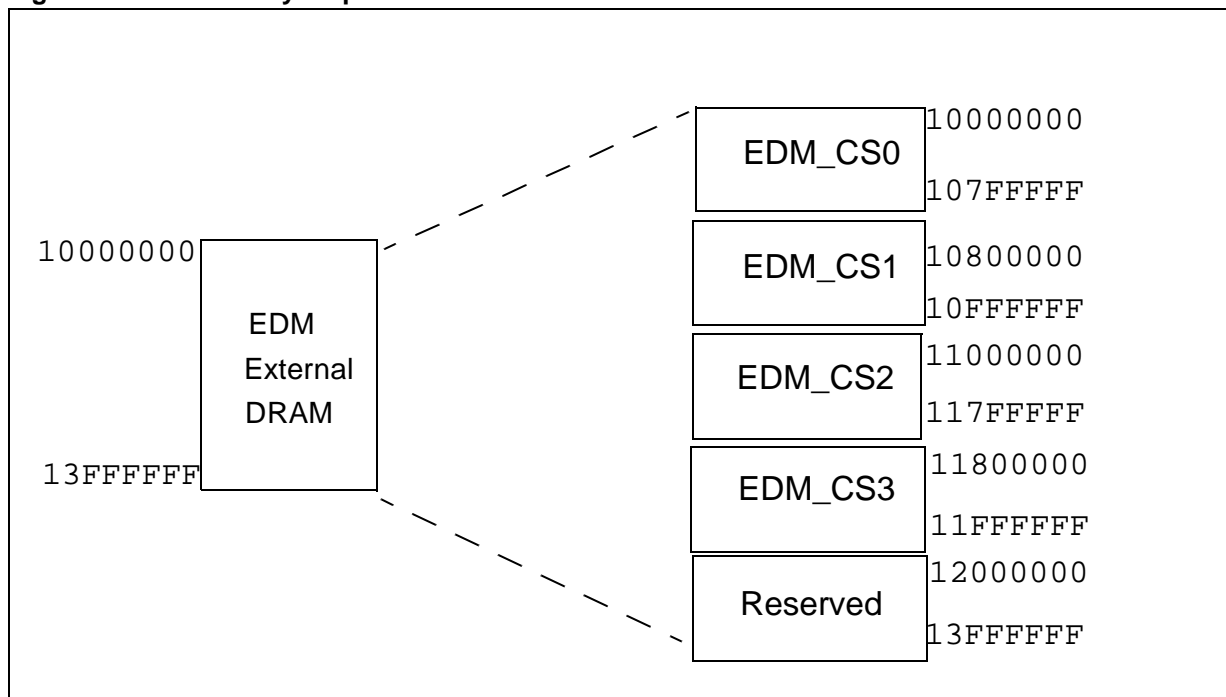 10000000
EDM
External
DRAM
13FFFFFF
EDM_CS0
10000000
107FFFFF
EDM_CS1
10800000
10FFFFFF
EDM_CS2
11000000
117FFFFF
EDM_CS3
11800000
11FFFFFF
Reserved
12000000
13FFFFFF